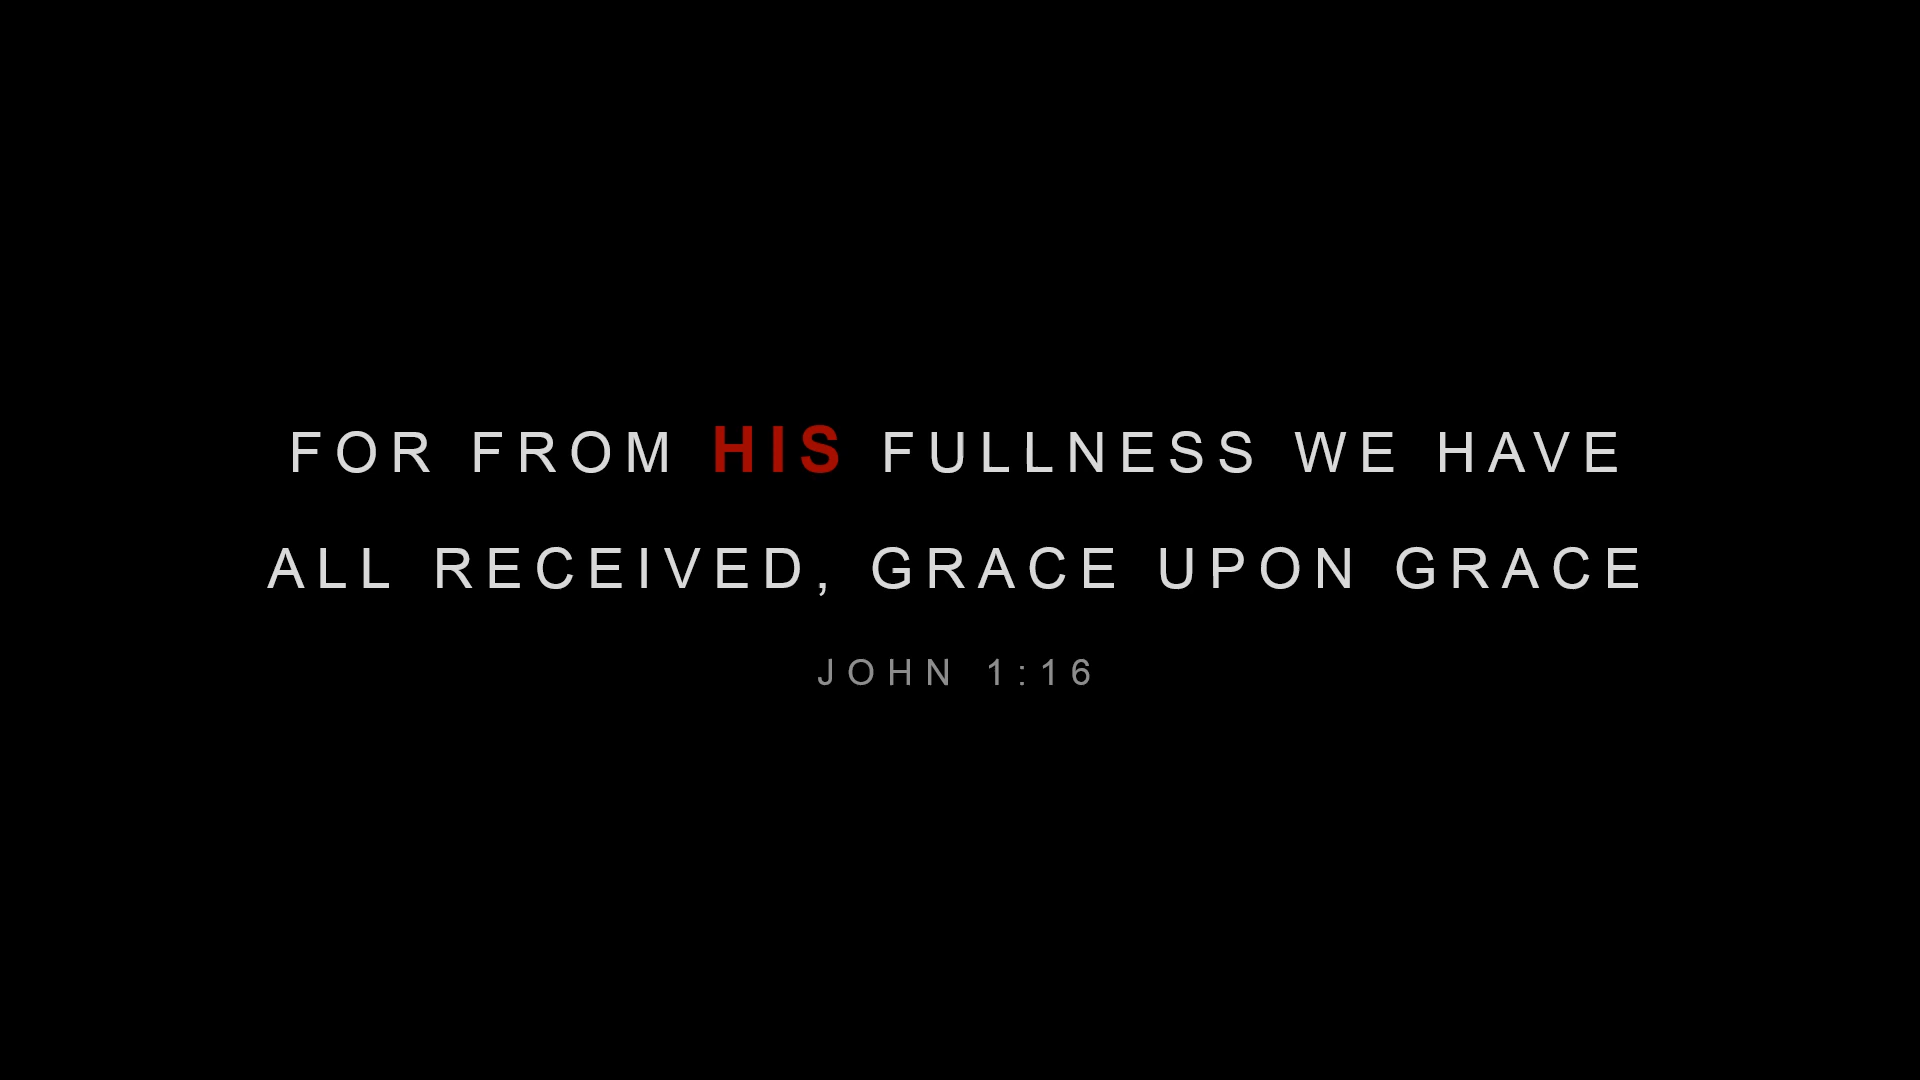 FOR FROM HIS FULLNESS WE HAVE
ALL RECEIVED, GRACE UPON GRACE
JOHN 1:16